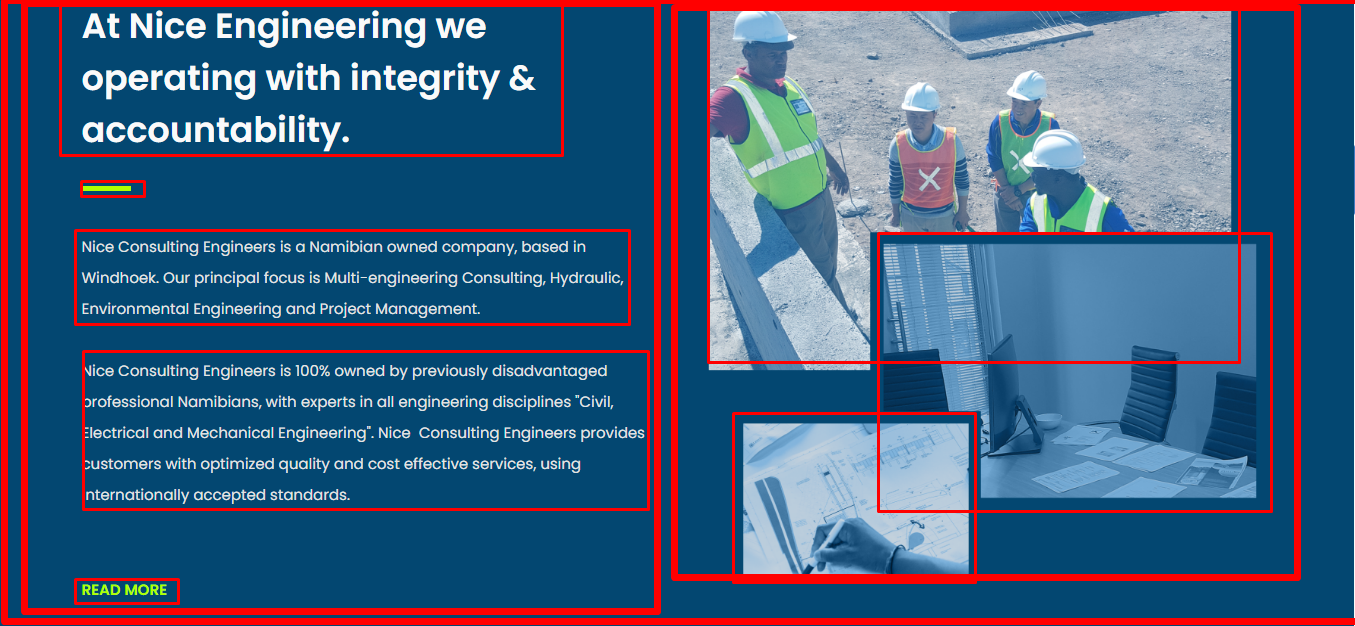 At Nice Engineering we
operating with integrity &
accountability.
Nice Consulting Engineers is a Namibian owned company, based in
Windhoek. Our principal focus is Multi-engineering Consulting, Hydraulic,
Environmental Engineering and Project Management.
Nice Consulting Engineers is 100% owned by previously disadvantaged
professional Namibians, with experts in all engineering disciplines "Civil,
Electrical and Mechanical Engineering". Nice  Consulting Engineers provides
customers with optimized quality and cost effective services, using
internationally accepted standards.
READ MORE